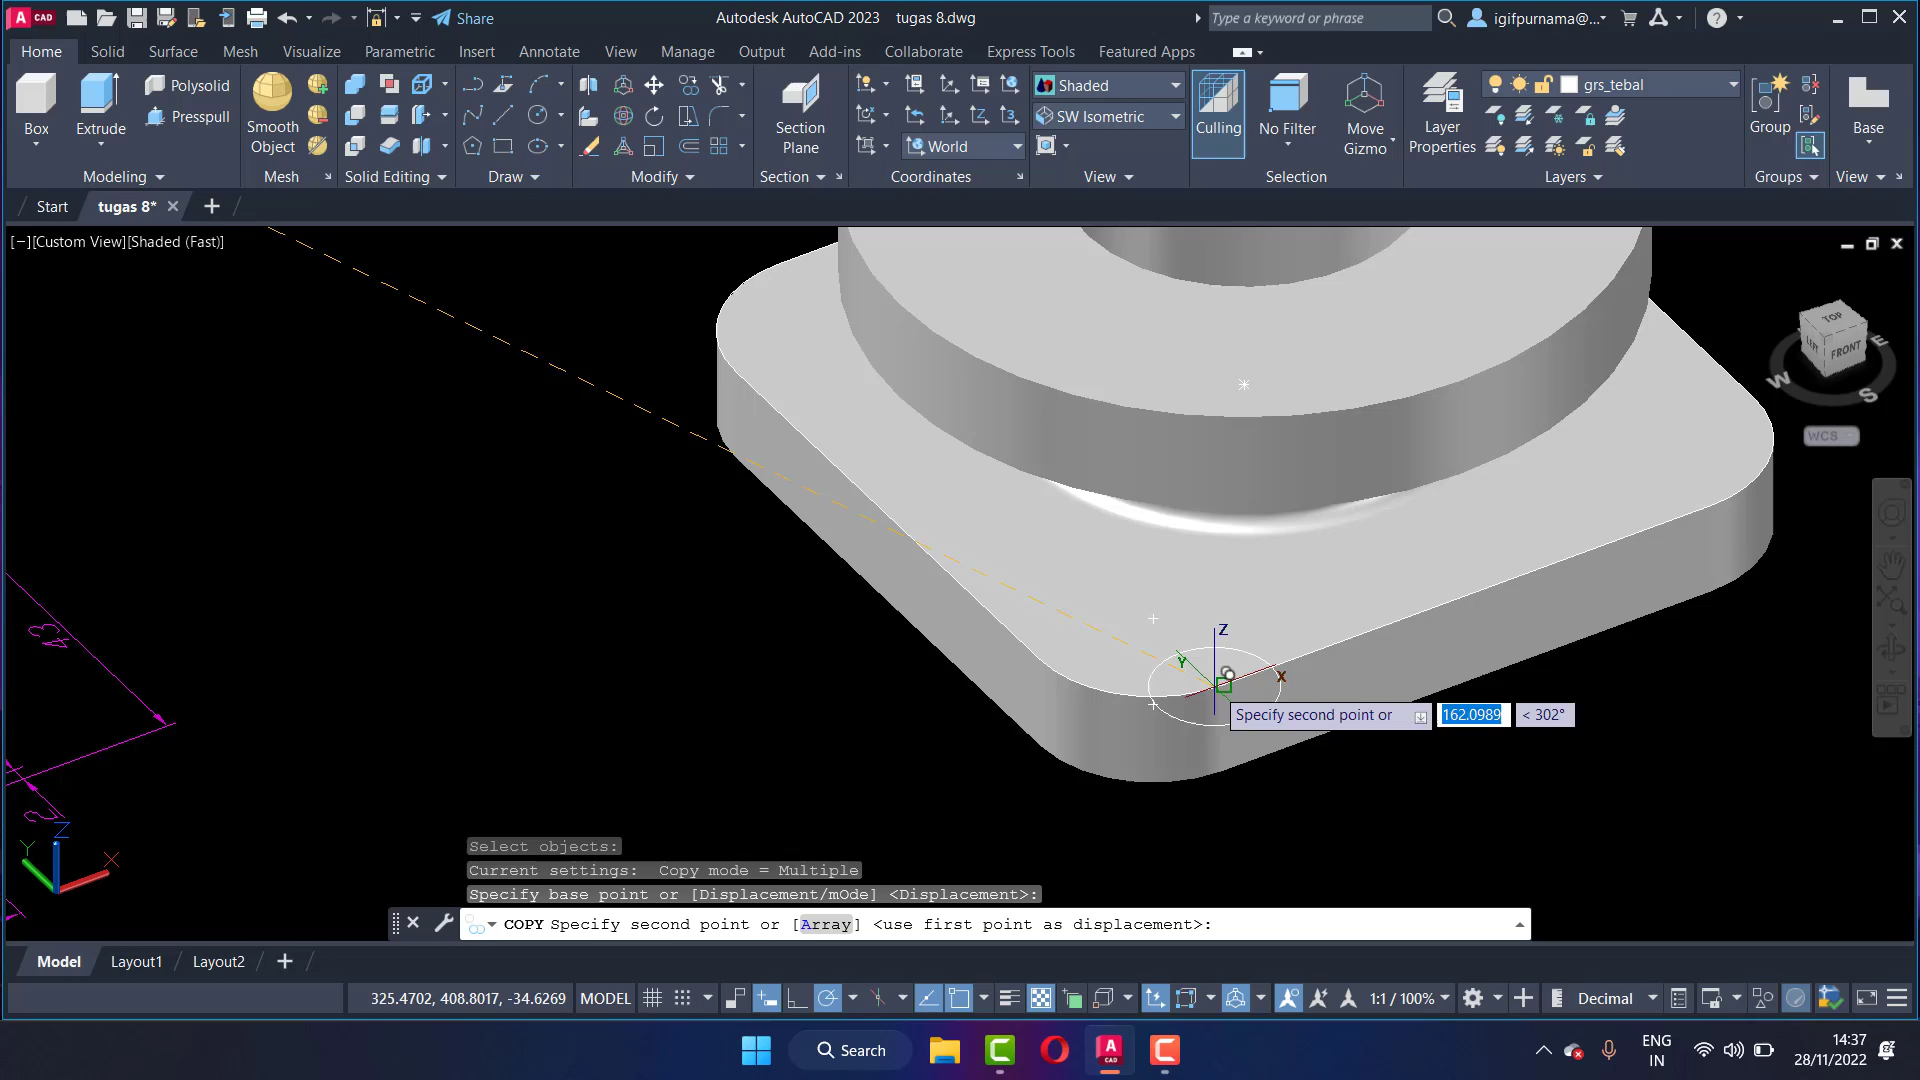 CAD
Share
Autodesk AutoCAD 2023 tugas 8.dwg
Type a keyword or phrase
igifpurnama@...
Home Solid Surface Mesh Visualize Parametric Insert Annotate View Manage Output Add-ins Collaborate Express Tools Featured Apps
Box
Extrude
Polysolid
Presspull
Smooth Object
Section Plane
World
Shaded
SW Isometric
Culling
No Filter
Move Gizmo
Layer Properties
grs_tebal
Group
Base
Modeling Mesh Solid Editing Draw Modify Section Coordinates View Selection Layers Groups View
Start tugas 8*
[−][Custom View][Shaded (Fast)]
TOP
LEFT FRONT
W S E
WCS
Z
Y
X
Specify second point or 162.0989 < 302°
Z
Y
X
Select objects:
Current settings: Copy mode = Multiple
Specify base point or [Displacement/mOde] <Displacement>:
COPY Specify second point or [Array] <use first point as displacement>:
Model Layout1 Layout2
325.4702, 408.8017, -34.6269 MODEL 1:1 / 100% Decimal
Search
A
CAD
ENG
IN
14:37
28/11/2022